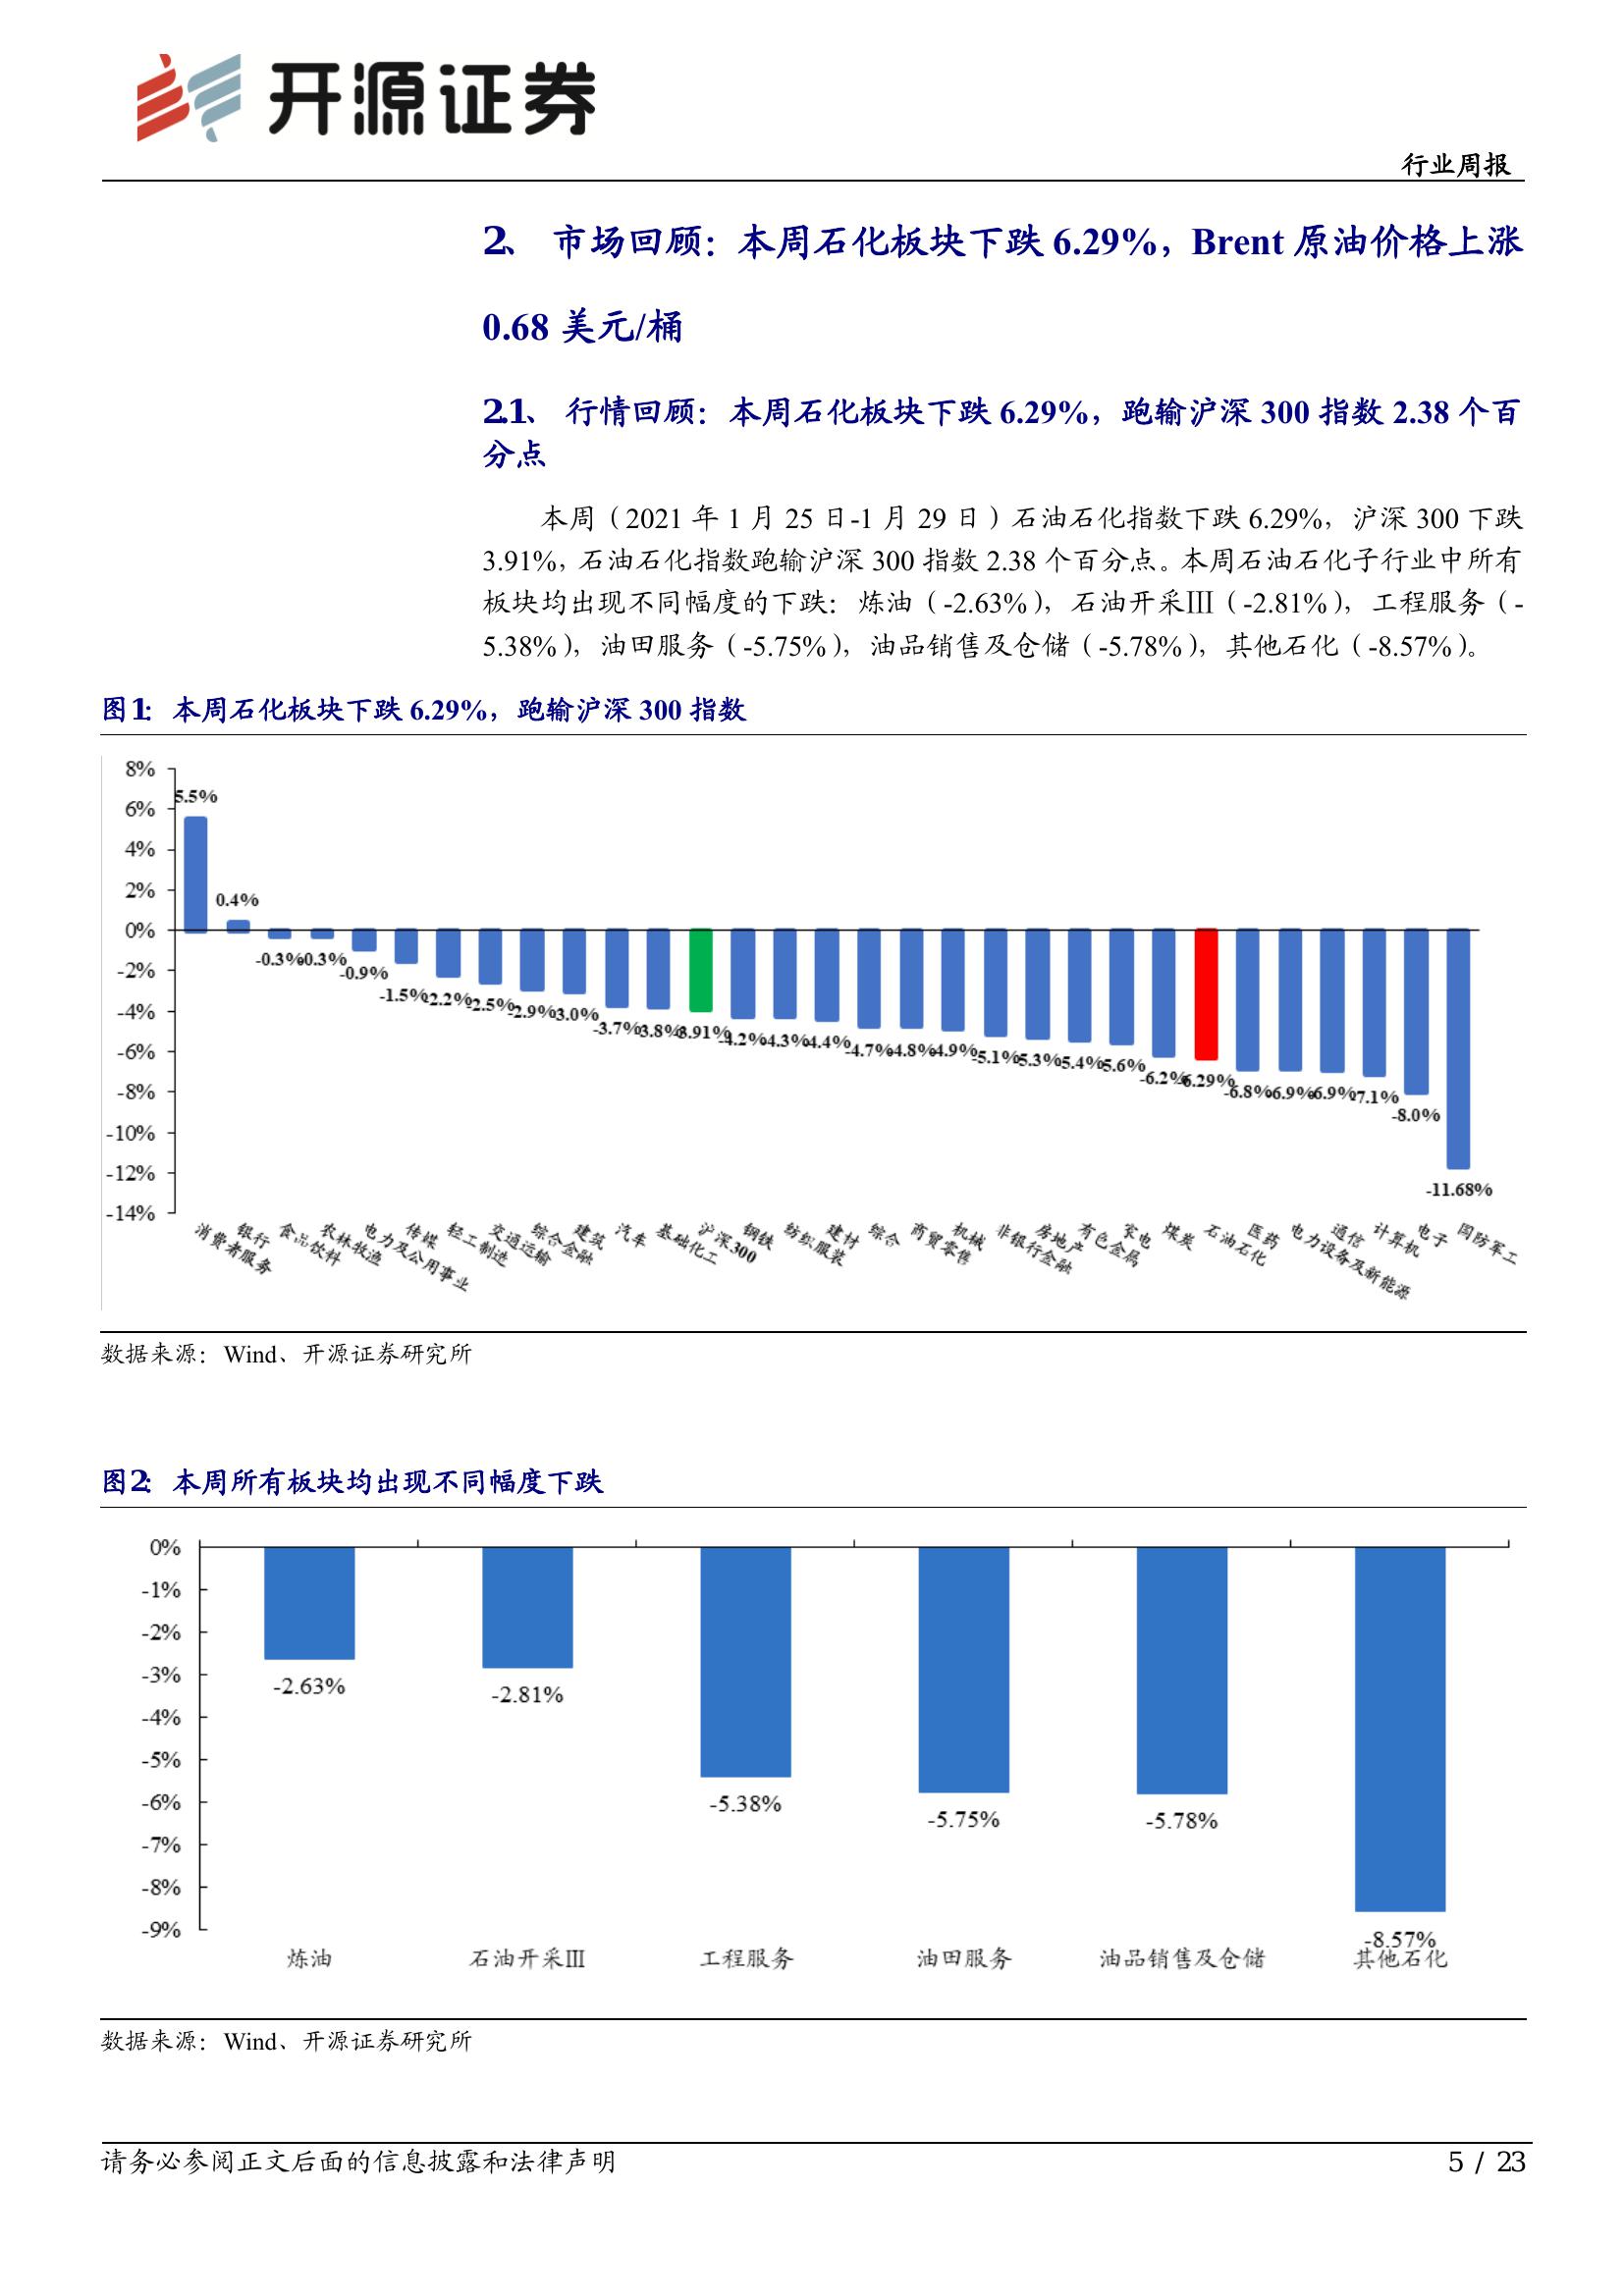 开源证券
行业周报
2、 市场回顾：本周石化板块下跌 6.29%，Brent 原油价格上涨
0.68 美元/桶
2.1、 行情回顾：本周石化板块下跌 6.29%，跑输沪深 300 指数 2.38 个百
分点
本周（2021 年 1 月 25 日-1 月 29 日）石油石化指数下跌 6.29%，沪深 300 下跌
3.91%，石油石化指数跑输沪深 300 指数 2.38 个百分点。本周石油石化子行业中所有
板块均出现不同幅度的下跌：炼油（-2.63%），石油开采Ⅲ（-2.81%），工程服务（-
5.38%），油田服务（-5.75%），油品销售及仓储（-5.78%），其他石化（-8.57%）。
图1： 本周石化板块下跌 6.29%，跑输沪深 300 指数
8%
6%
4%
2%
0%
-2%
-4%
-6%
-8%
-10%
-12%
-14%
5.5%
0.4%
-0.3%
-0.3%
-0.9%
-1.5%
-2.2%
-2.5%
-2.9%
-3.0%
-3.7%
-3.8%
-3.91%
-4.2%
-4.3%
-4.4%
-4.7%
-4.8%
-4.9%
-5.1%
-5.3%
-5.4%
-5.6%
-6.2%
-6.29%
-6.8%
-6.9%
-6.9%
-7.1%
-8.0%
-11.68%
消费者服务
银行
食品饮料
农林牧渔
电力及公用事业
传媒
轻工制造
交通运输
综合金融
建筑
汽车
基础化工
沪深300
钢铁
纺织服装
建材
综合
商贸零售
机械
非银行金融
房地产
有色金属
家电
煤炭
石油石化
医药
电力设备及新能源
通信
计算机
电子
国防军工
数据来源：Wind、开源证券研究所
图2： 本周所有板块均出现不同幅度下跌
0%
-1%
-2%
-3%
-4%
-5%
-6%
-7%
-8%
-9%
-2.63%
-2.81%
-5.38%
-5.75%
-5.78%
-8.57%
炼油
石油开采Ⅲ
工程服务
油田服务
油品销售及仓储
其他石化
数据来源：Wind、开源证券研究所
请务必参阅正文后面的信息披露和法律声明
5 / 23